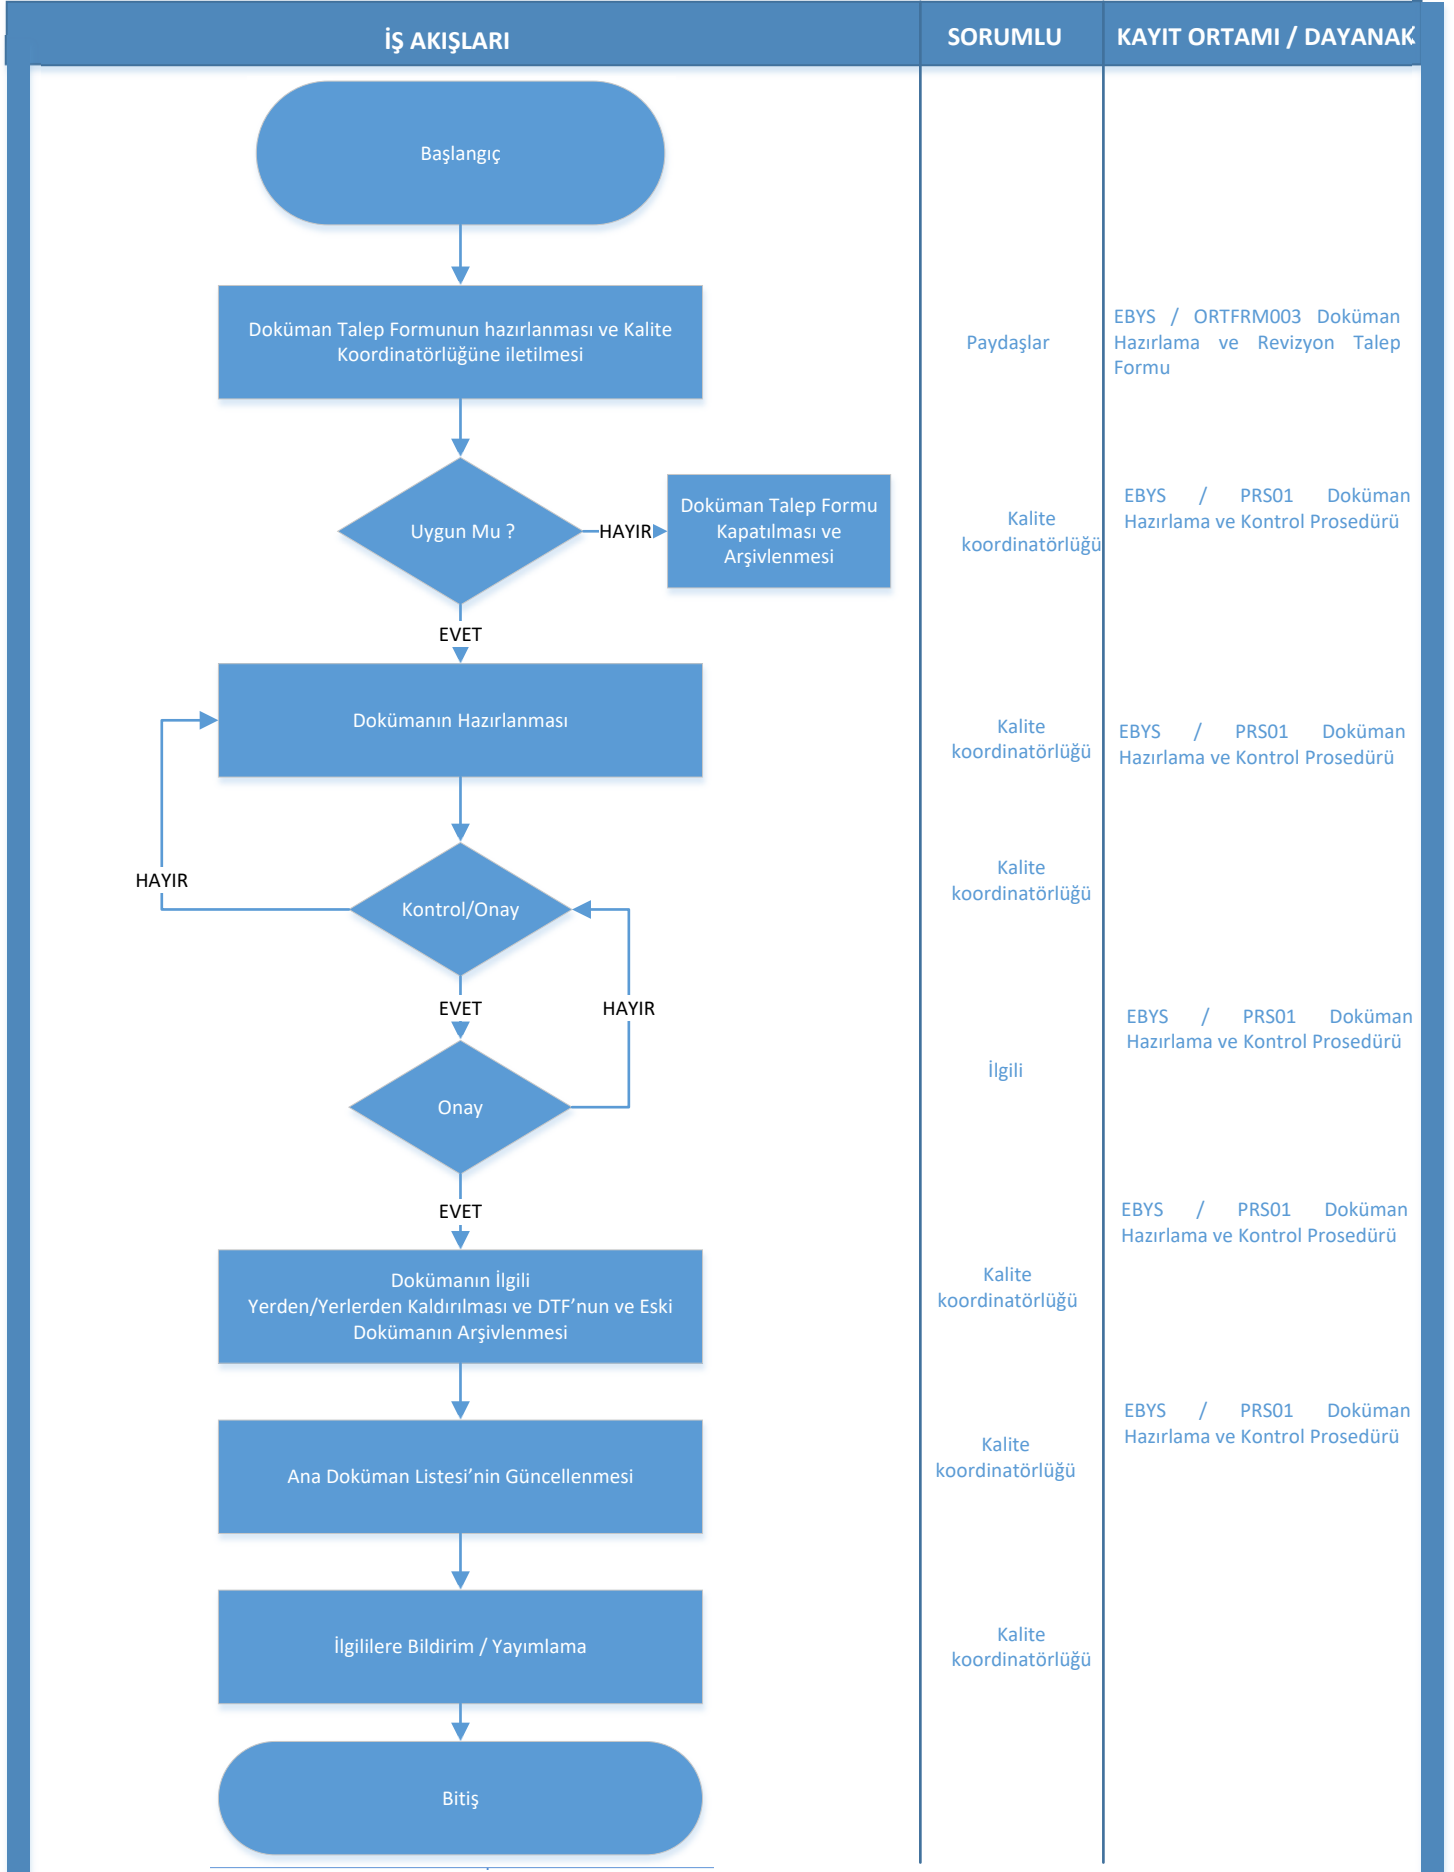 İŞ AKIŞLARI
SORUMLU
KAYIT ORTAMI / DAYANAK
Başlangıç
Doküman Talep Formunun hazırlanması ve Kalite
Koordinatörlüğüne iletilmesi
Paydaşlar
EBYS / ORTFRM003 Doküman
Hazırlama ve Revizyon Talep
Formu
Uygun Mu ?
HAYIR
Doküman Talep Formu
Kapatılması ve
Arşivlenmesi
Kalite
koordinatörlüğü
EBYS / PRS01 Doküman
Hazırlama ve Kontrol Prosedürü
EVET
Dokümanın Hazırlanması
Kalite
koordinatörlüğü
EBYS / PRS01 Doküman
Hazırlama ve Kontrol Prosedürü
HAYIR
Kontrol/Onay
Kalite
koordinatörlüğü
EVET
HAYIR
EBYS / PRS01 Doküman
Hazırlama ve Kontrol Prosedürü
Onay
İlgili
EVET
EBYS / PRS01 Doküman
Hazırlama ve Kontrol Prosedürü
Dokümanın İlgili
Yerden/Yerlerden Kaldırılması ve DTF’nun ve Eski
Dokümanın Arşivlenmesi
Kalite
koordinatörlüğü
EBYS / PRS01 Doküman
Hazırlama ve Kontrol Prosedürü
Ana Doküman Listesi’nin Güncellenmesi
Kalite
koordinatörlüğü
İlgililere Bildirim / Yayımlama
Kalite
koordinatörlüğü
Bitiş